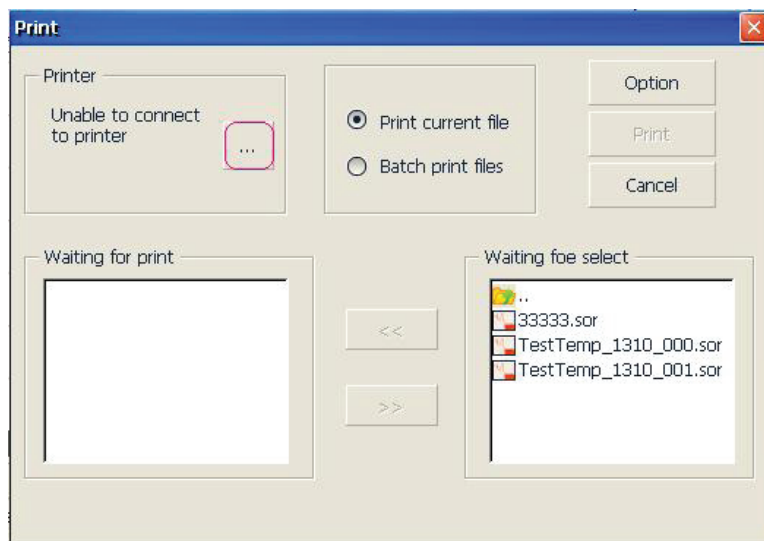 Print
Printer
Unable to connect
to printer
...
Print current file
Batch print files
Option
Print
Cancel
Waiting for print
<<
>>
Waiting foe select
..
33333.sor
TestTemp_1310_000.sor
TestTemp_1310_001.sor